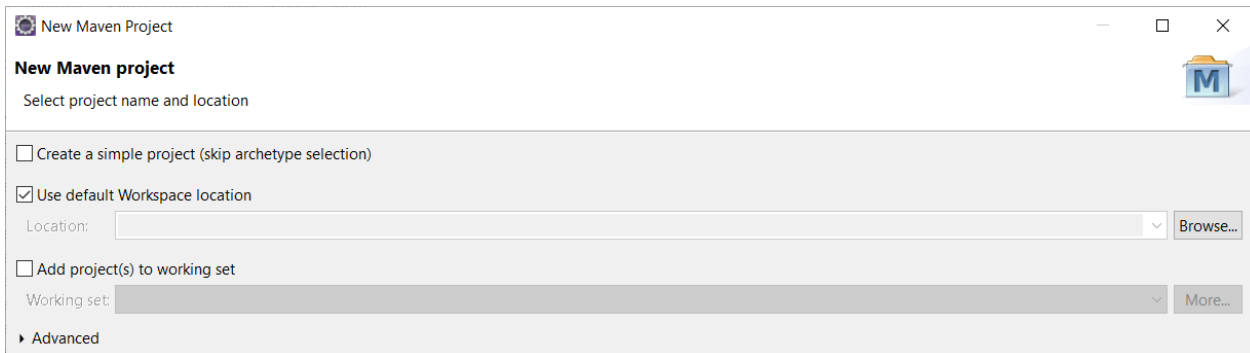 New Maven Project
New Maven project
M
Select project name and location
Create a simple project (skip archetype selection)
Use default Workspace location
Location: Browse...
Add project(s) to working set
Working set: More...
Advanced